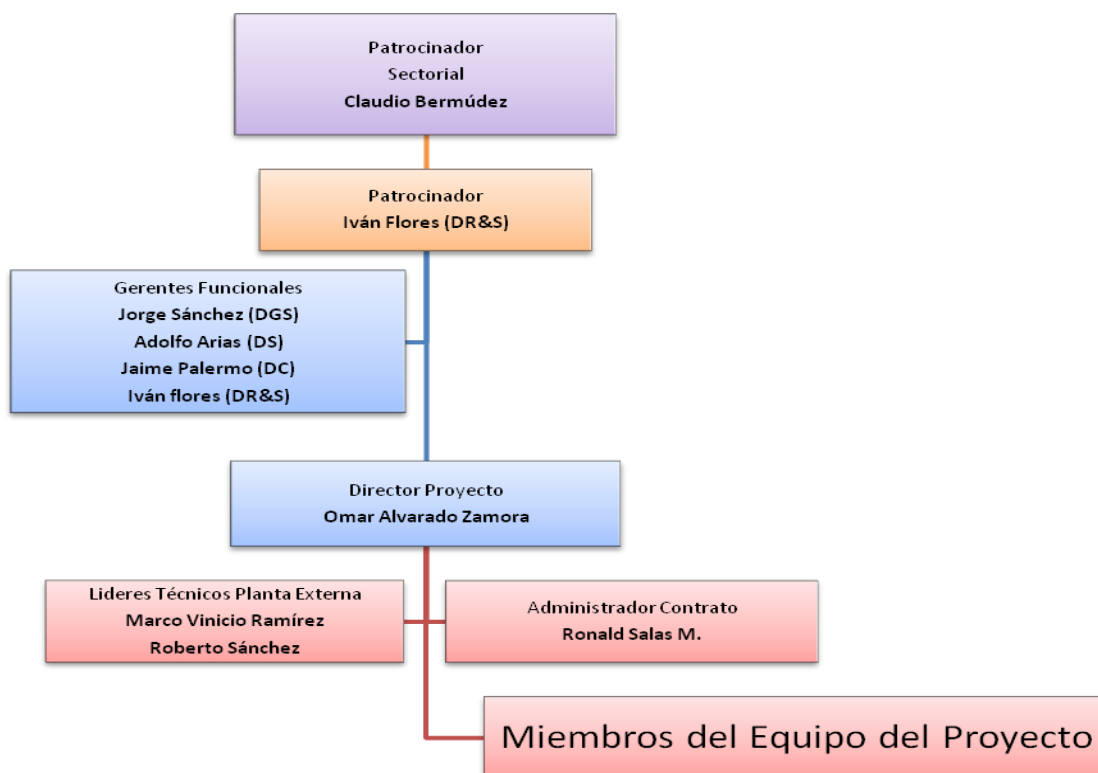 Patrocinador
Sectorial
Claudio Bermúdez
Patrocinador
Iván Flores (DR&S)
Gerentes Funcionales
Jorge Sánchez (DGS)
Adolfo Arias (DS)
Jaime Palermo (DC)
Iván flores (DR&S)
Director Proyecto
Omar Alvarado Zamora
Lideres Técnicos Planta Externa
Marco Vinicio Ramírez
Roberto Sánchez
Administrador Contrato
Ronald Salas M.
Miembros del Equipo del Proyecto